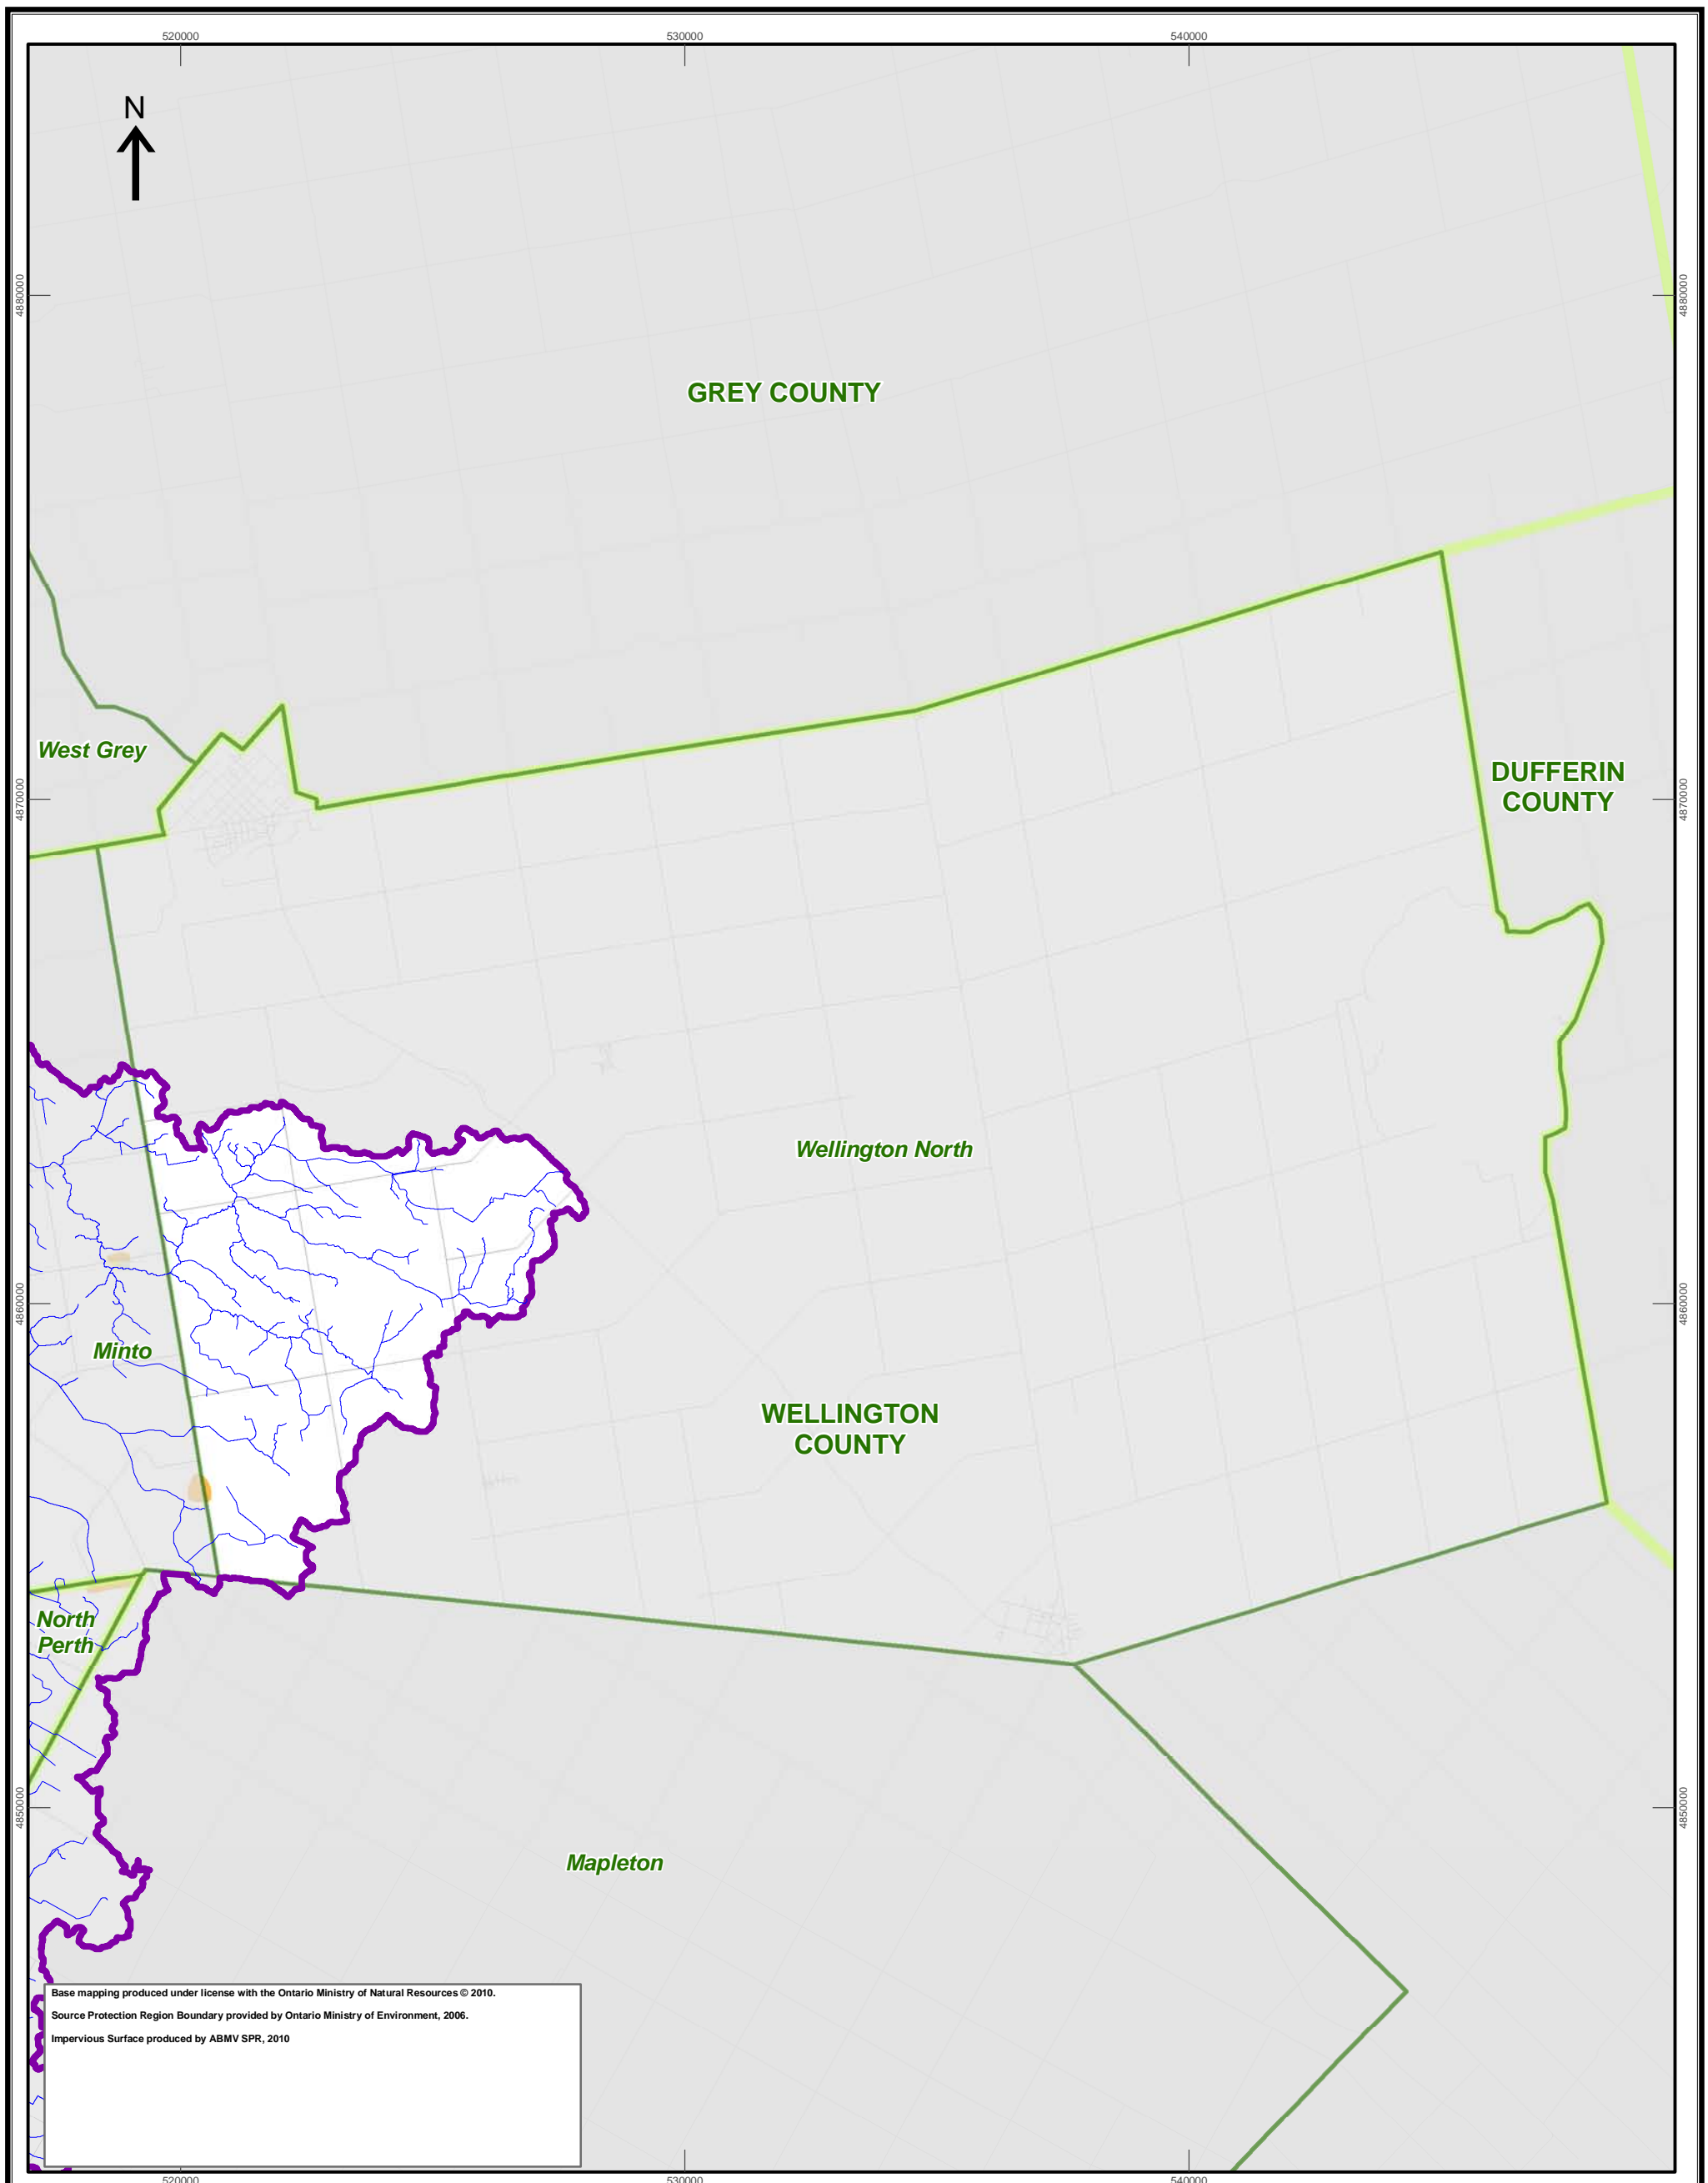 520000
530000
540000
N
4880000
4880000
GREY COUNTY
West Grey
DUFFERIN
COUNTY
4870000
4870000
Wellington North
4860000
4860000
Minto
WELLINGTON
COUNTY
North
Perth
4850000
4850000
Mapleton
Base mapping produced under license with the Ontario Ministry of Natural Resources © 2010.
Source Protection Region Boundary provided by Ontario Ministry of Environment, 2006.
Impervious Surface produced by ABMV SPR, 2010
520000
530000
540000